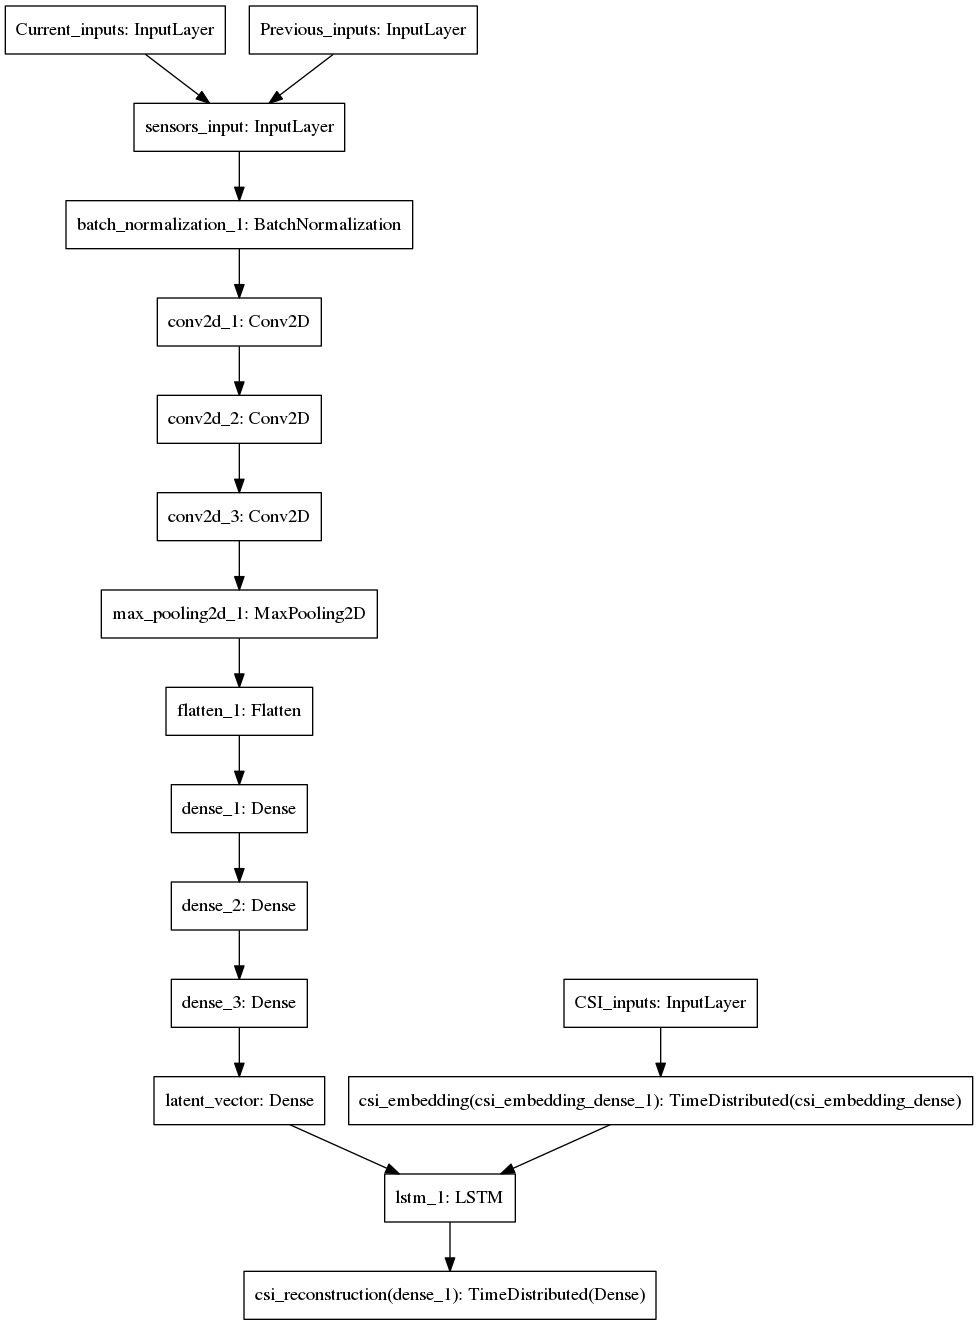 Current_inputs: InputLayer
Previous_inputs: InputLayer
sensors_input: InputLayer
batch_normalization_1: BatchNormalization
conv2d_1: Conv2D
conv2d_2: Conv2D
conv2d_3: Conv2D
max_pooling2d_1: MaxPooling2D
flatten_1: Flatten
dense_1: Dense
dense_2: Dense
dense_3: Dense
CSI_inputs: InputLayer
latent_vector: Dense
csi_embedding(csi_embedding_dense_1): TimeDistributed(csi_embedding_dense)
lstm_1: LSTM
csi_reconstruction(dense_1): TimeDistributed(Dense)